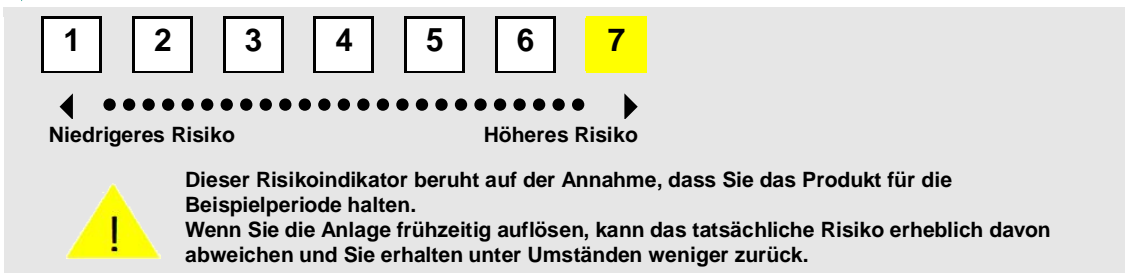 1 2 3 4 5 6 7
Niedrigeres Risiko Höheres Risiko
Dieser Risikoindikator beruht auf der Annahme, dass Sie das Produkt für die
Beispielperiode halten.
Wenn Sie die Anlage frühzeitig auflösen, kann das tatsächliche Risiko erheblich davon
abweichen und Sie erhalten unter Umständen weniger zurück.
!